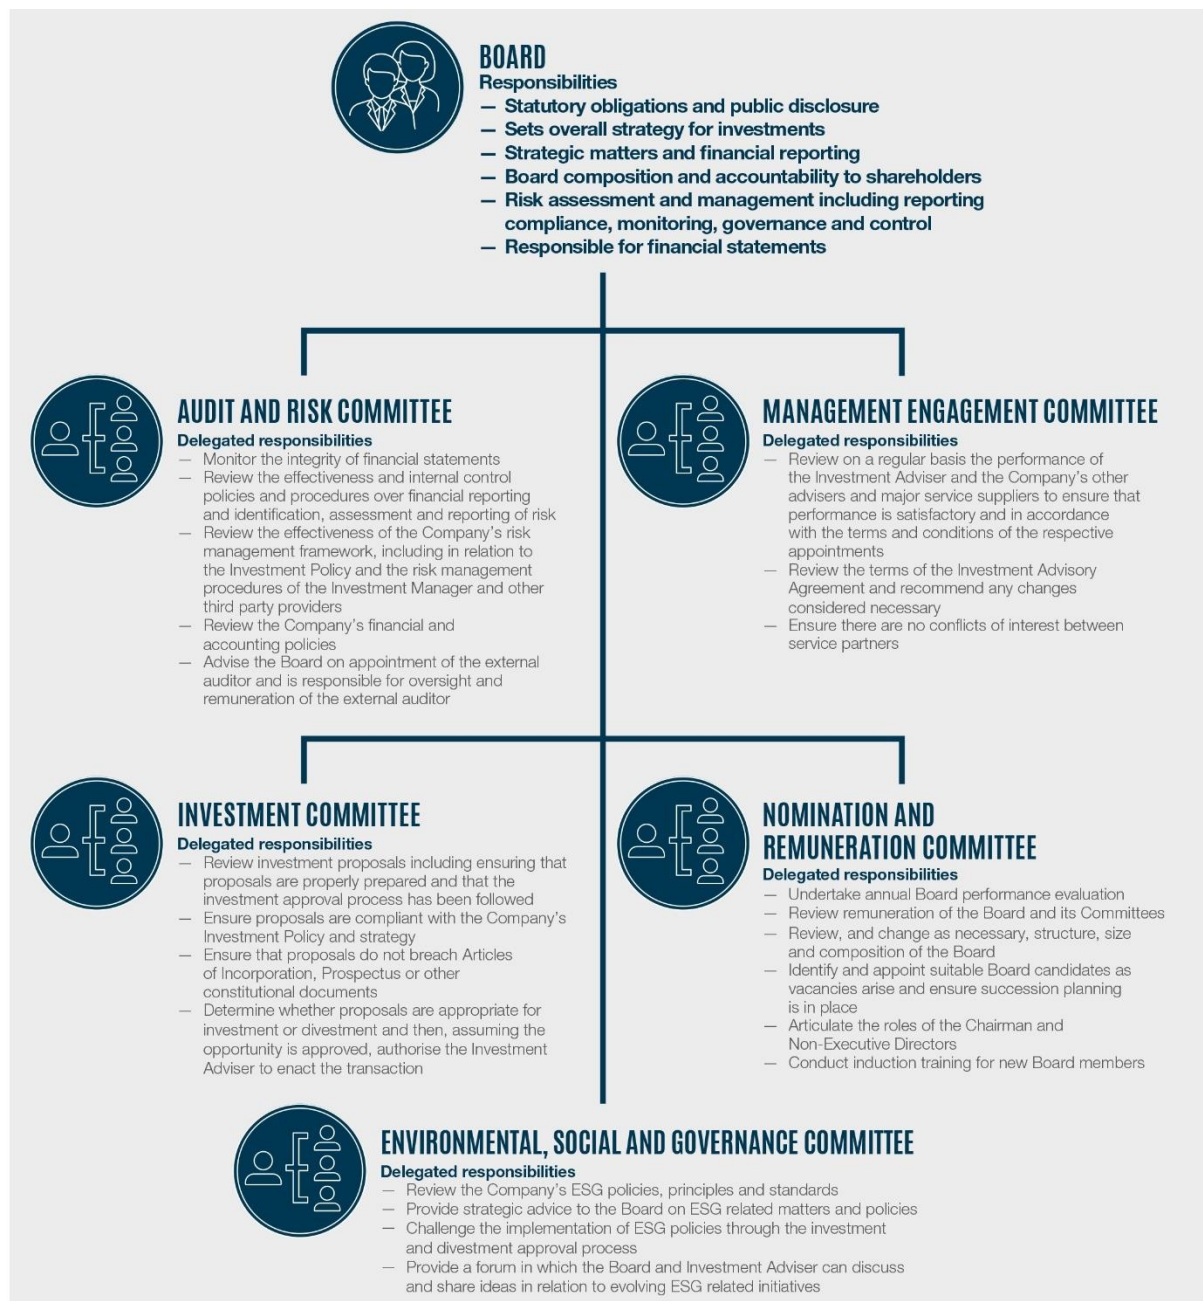 BOARD
Responsibilities
— Statutory obligations and public disclosure
— Sets overall strategy for investments
— Strategic matters and financial reporting
— Board composition and accountability to shareholders
— Risk assessment and management including reporting
compliance, monitoring, governance and control
— Responsible for financial statements
AUDIT AND RISK COMMITTEE
Delegated responsibilities
— Monitor the integrity of financial statements
— Review the effectiveness and internal control
policies and procedures over financial reporting
and identification, assessment and reporting of risk
— Review the effectiveness of the Company's risk
management framework, including in relation to
the Investment Policy and the risk management
procedures of the Investment Manager and other
third party providers
— Review the Company's financial and
accounting policies
— Advise the Board on appointment of the external
auditor and is responsible for oversight and
remuneration of the external auditor
MANAGEMENT ENGAGEMENT COMMITTEE
Delegated responsibilities
— Review on a regular basis the performance of
the Investment Adviser and the Company's other
advisers and major service suppliers to ensure that
performance is satisfactory and in accordance
with the terms and conditions of the respective
appointments
— Review the terms of the Investment Advisory
Agreement and recommend any changes
considered necessary
— Ensure there are no conflicts of interest between
service partners
INVESTMENT COMMITTEE
Delegated responsibilities
— Review investment proposals including ensuring that
proposals are properly prepared and that the
investment approval process has been followed
— Ensure proposals are compliant with the Company's
Investment Policy and strategy
— Ensure that proposals do not breach Articles
of Incorporation, Prospectus or other
constitutional documents
— Determine whether proposals are appropriate for
investment or divestment and then, assuming the
opportunity is approved, authorise the Investment
Adviser to enact the transaction
NOMINATION AND
REMUNERATION COMMITTEE
Delegated responsibilities
— Undertake annual Board performance evaluation
— Review remuneration of the Board and its Committees
— Review, and change as necessary, structure, size
and composition of the Board
— Identify and appoint suitable Board candidates as
vacancies arise and ensure succession planning
is in place
— Articulate the roles of the Chairman and
Non-Executive Directors
— Conduct induction training for new Board members
ENVIRONMENTAL, SOCIAL AND GOVERNANCE COMMITTEE
Delegated responsibilities
— Review the Company's ESG policies, principles and standards
— Provide strategic advice to the Board on ESG related matters and policies
— Challenge the implementation of ESG policies through the investment
and divestment approval process
— Provide a forum in which the Board and Investment Adviser can discuss
and share ideas in relation to evolving ESG related initiatives